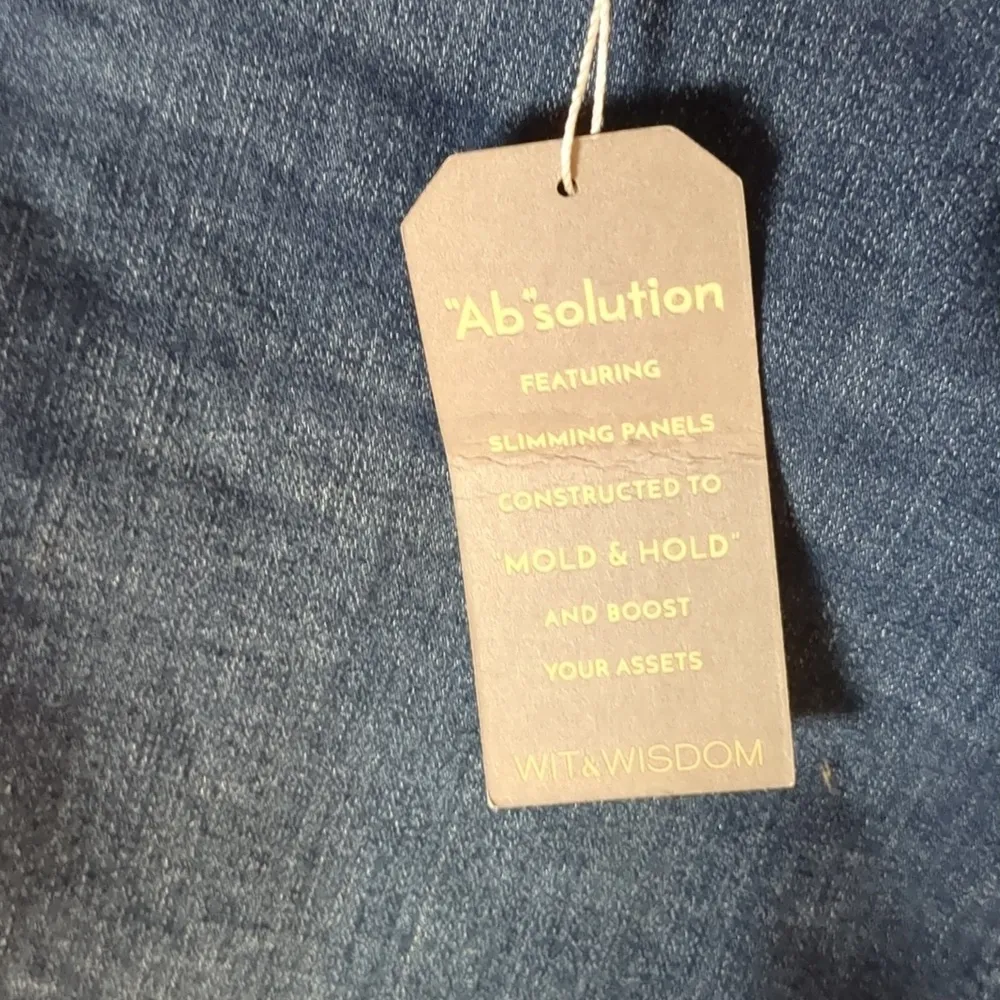 "Ab"solution
FEATURING
SLIMMING PANELS
CONSTRUCTED TO
"MOLD & HOLD"
AND BOOST
YOUR ASSETS
WIT&WISDOM